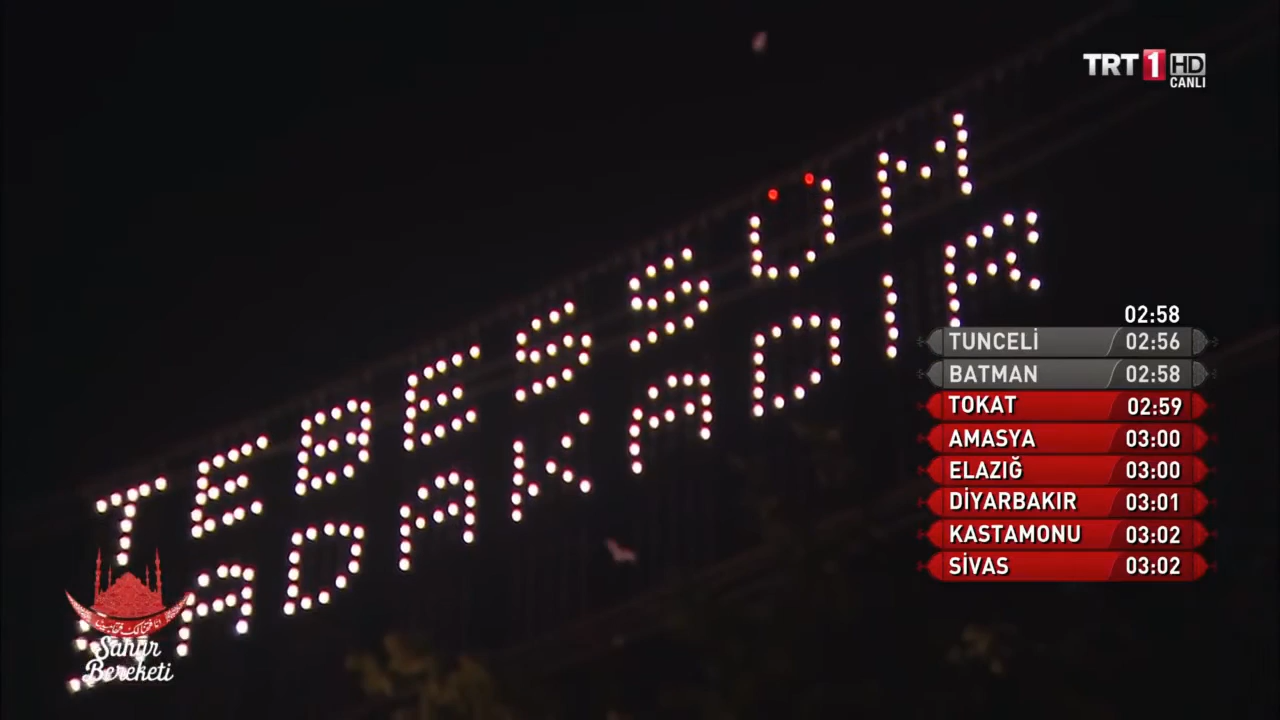 TRT 1 HD
CANLI
TEBESSÜM
SADAKADIR
02:58
TUNCELİ 02:56
BATMAN 02:58
TOKAT 02:59
AMASYA 03:00
ELAZIĞ 03:00
DİYARBAKIR 03:01
KASTAMONU 03:02
SİVAS 03:02
Sahur
Bereketi